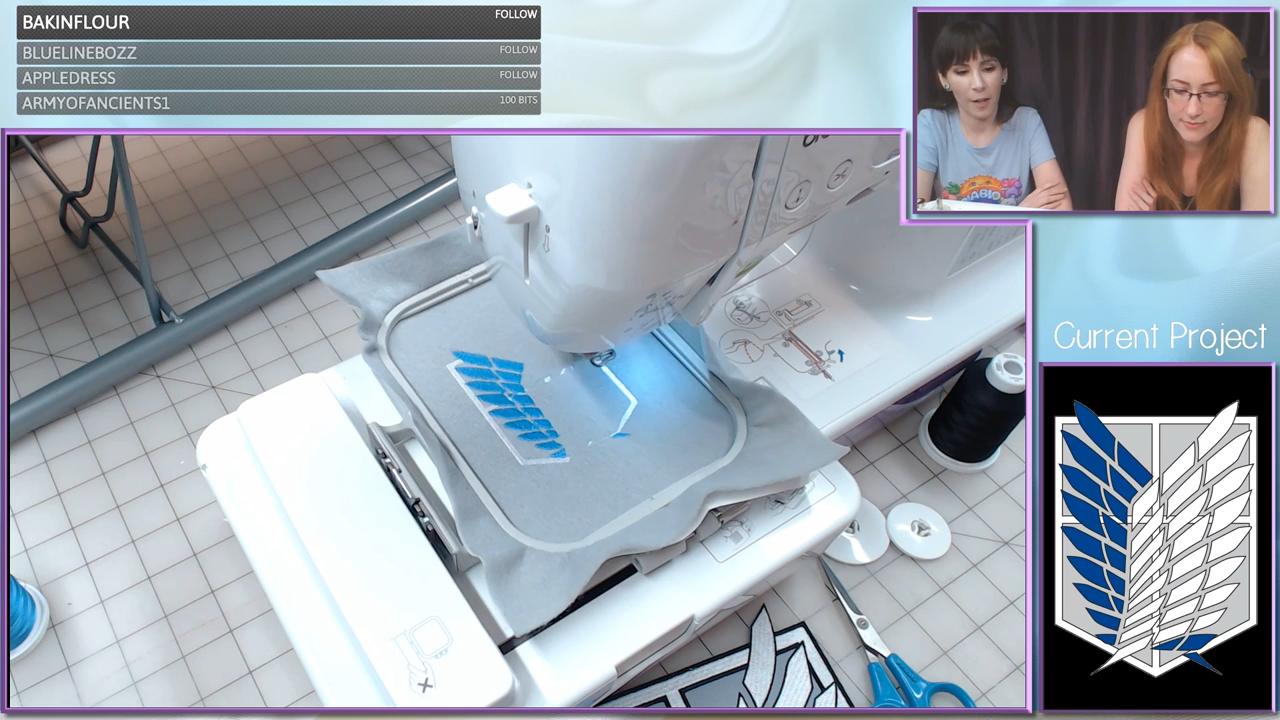 BAKINFLOUR FOLLOW
BLUELINEBOZZ FOLLOW
APPLEDRESS FOLLOW
ARMYOFANCIENTS1 100 BITS
Current Project